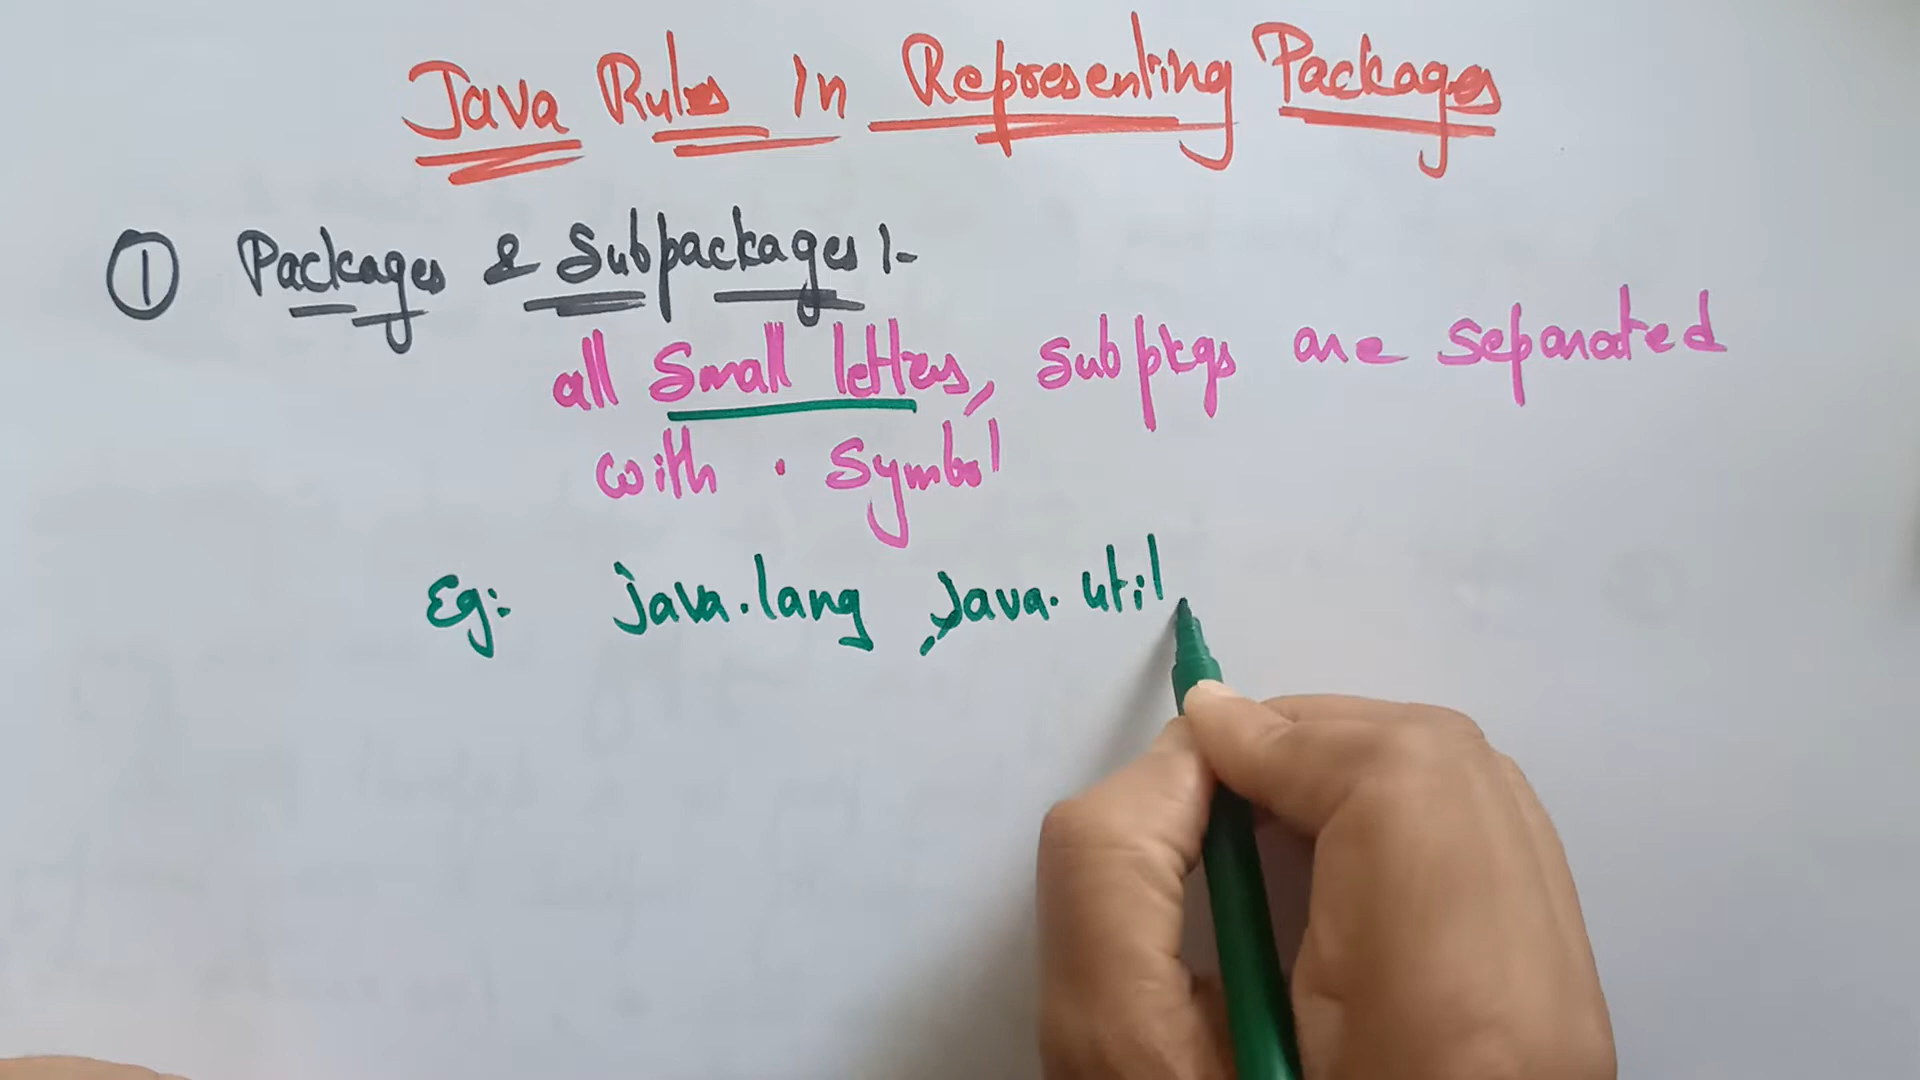 Java Rules in Representing Packages
① Packages & Subpackages :-
all small letters, subpkgs are separated
with . symbol
Eg: java.lang , java.util